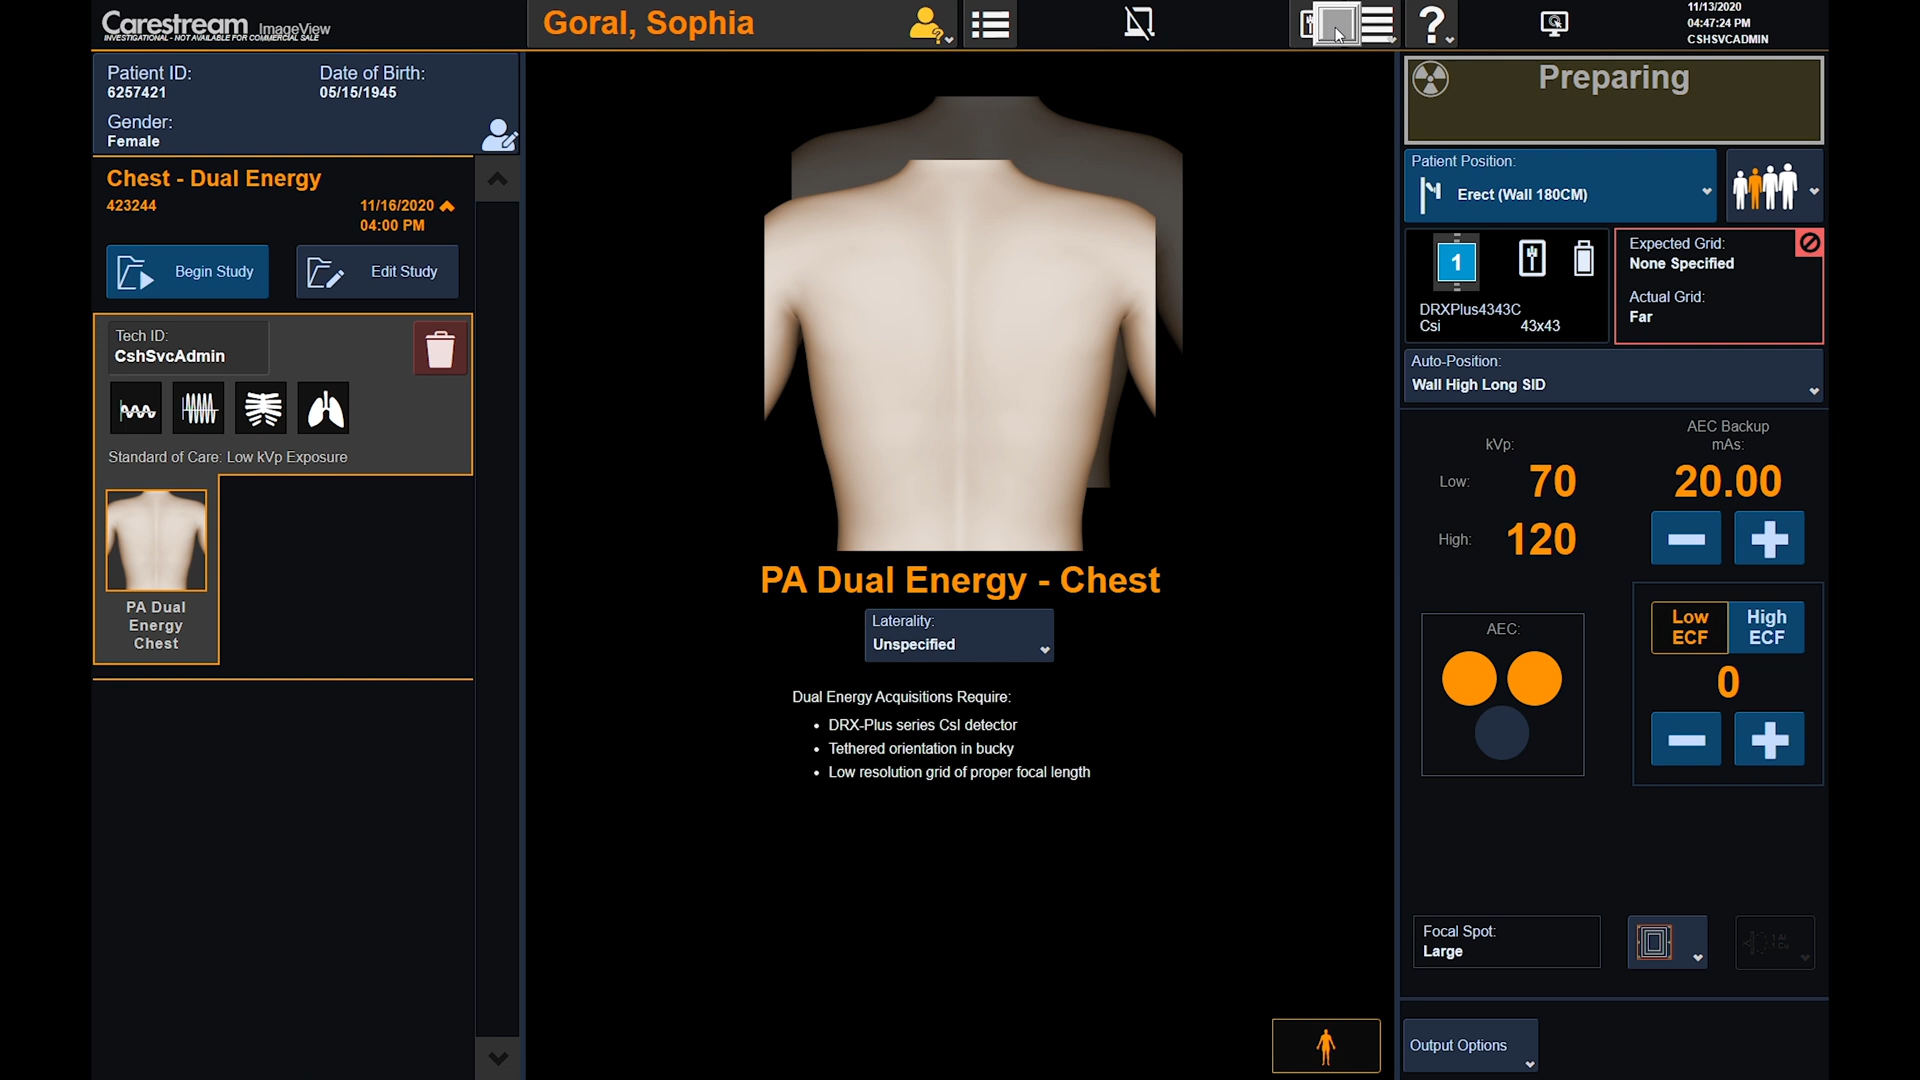 Carestream ImageView
INVESTIGATIONAL - NOT AVAILABLE FOR COMMERCIAL SALE
Goral, Sophia
?
?
11/13/2020
04:47:24 PM
CSHSVCADMIN
Patient ID:
6257421
Date of Birth:
05/15/1945
Gender:
Female
Chest - Dual Energy
423244
11/16/2020
04:00 PM
Begin Study
Edit Study
Tech ID:
CshSvcAdmin
Standard of Care: Low kVp Exposure
PA Dual
Energy
Chest
PA Dual Energy - Chest
Laterality:
Unspecified
Dual Energy Acquisitions Require:
• DRX-Plus series CsI detector
• Tethered orientation in bucky
• Low resolution grid of proper focal length
Preparing
Patient Position:
Erect (Wall 180CM)
1
DRXPlus4343C
Csi 43x43
Expected Grid:
None Specified
Actual Grid:
Far
Auto-Position:
Wall High Long SID
kVp:
Low: 70
High: 120
AEC Backup
mAs:
20.00
AEC:
Low
ECF
High
ECF
0
Focal Spot:
Large
1 Al
1 Cu
Output Options